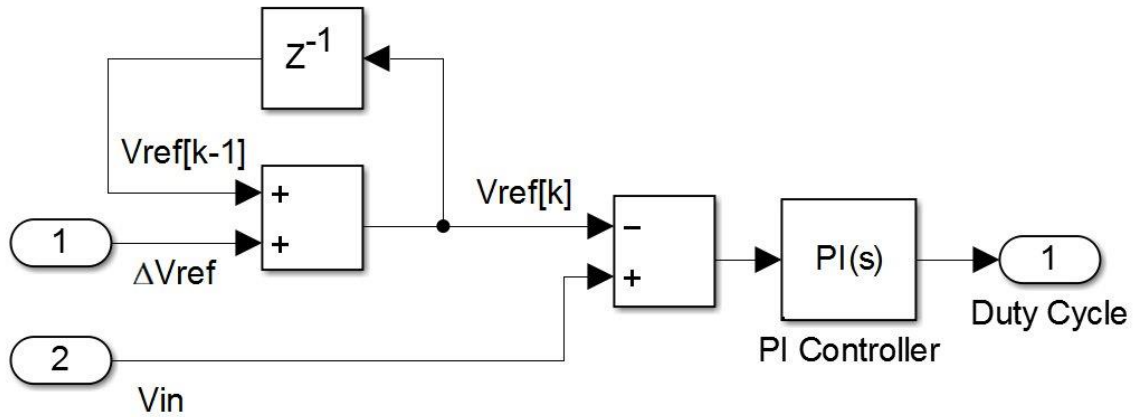 Z-1
Vref[k-1]
+
Vref[k]
1
+
ΔVref
−
+
PI(s)
1
Duty Cycle
2
Vin
PI Controller